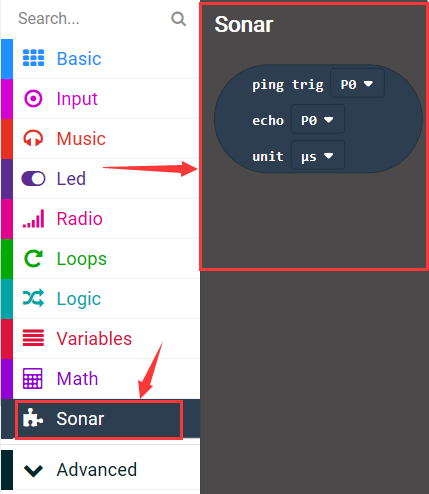 Search...
Basic
Input
Music
Led
Radio
Loops
Logic
Variables
Math
Sonar
Advanced
Sonar
ping trig P0
echo P0
unit μs